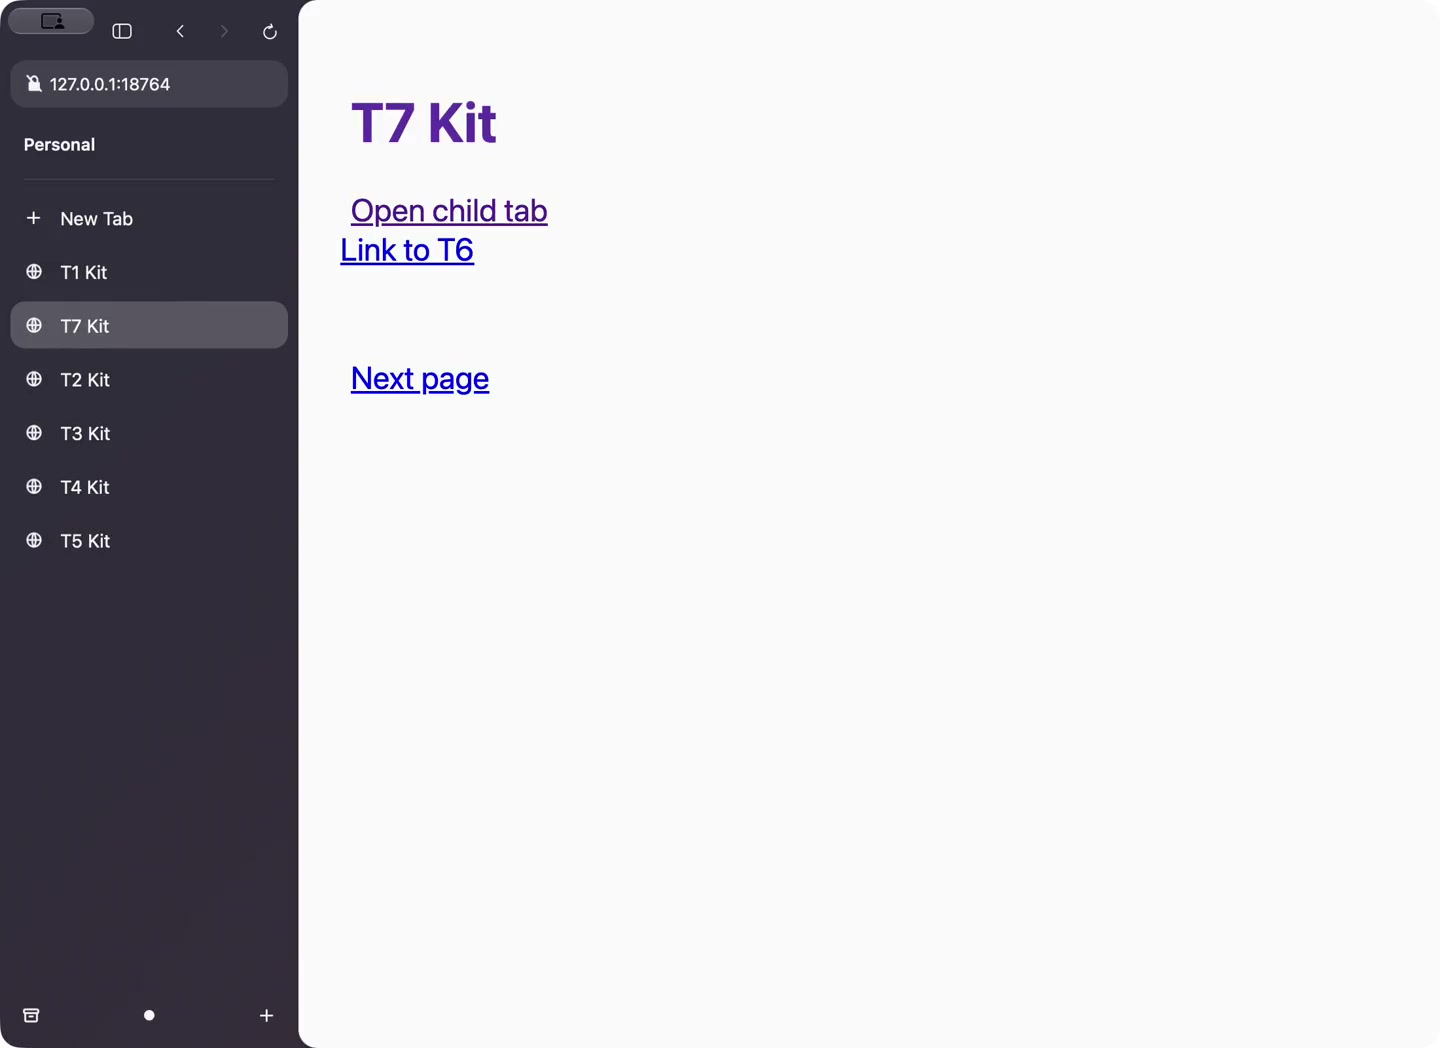 127.0.0.1:18764
Personal
New Tab
T1 Kit
T7 Kit
T2 Kit
T3 Kit
T4 Kit
T5 Kit
T7 Kit
Open child tab
Link to T6
Next page